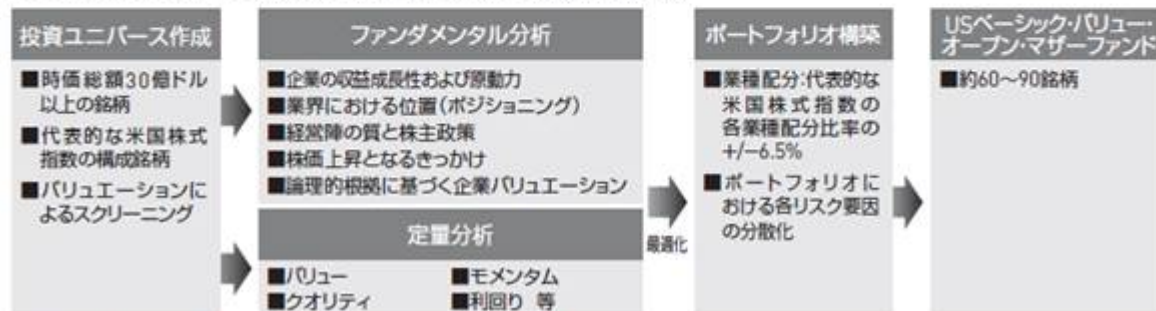 投資ユニバース作成
■時価総額30億ドル
以上の銘柄
■代表的な米国株式
指数の構成銘柄
■バリュエーションに
よるスクリーニング
ファンダメンタル分析
■企業の収益成長性および原動力
■業界における位置(ポジショニング)
■経営陣の質と株主政策
■株価上昇となるきっかけ
■論理的根拠に基づく企業バリュエーション
定量分析
■バリュー ■モメンタム
■クオリティ ■利回り 等
最適化
ポートフォリオ構築
■業種配分:代表的な
米国株式指数の
各業種配分比率の
+/−6.5%
■ポートフォリオに
おける各リスク要因
の分散化
USベーシック・バリュー・
オープン・マザーファンド
■約60〜90銘柄